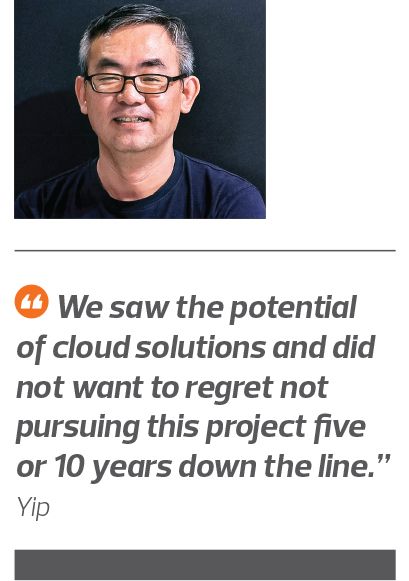 “ We saw the potential
of cloud solutions and did
not want to regret not
pursuing this project five
or 10 years down the line.”
Yip